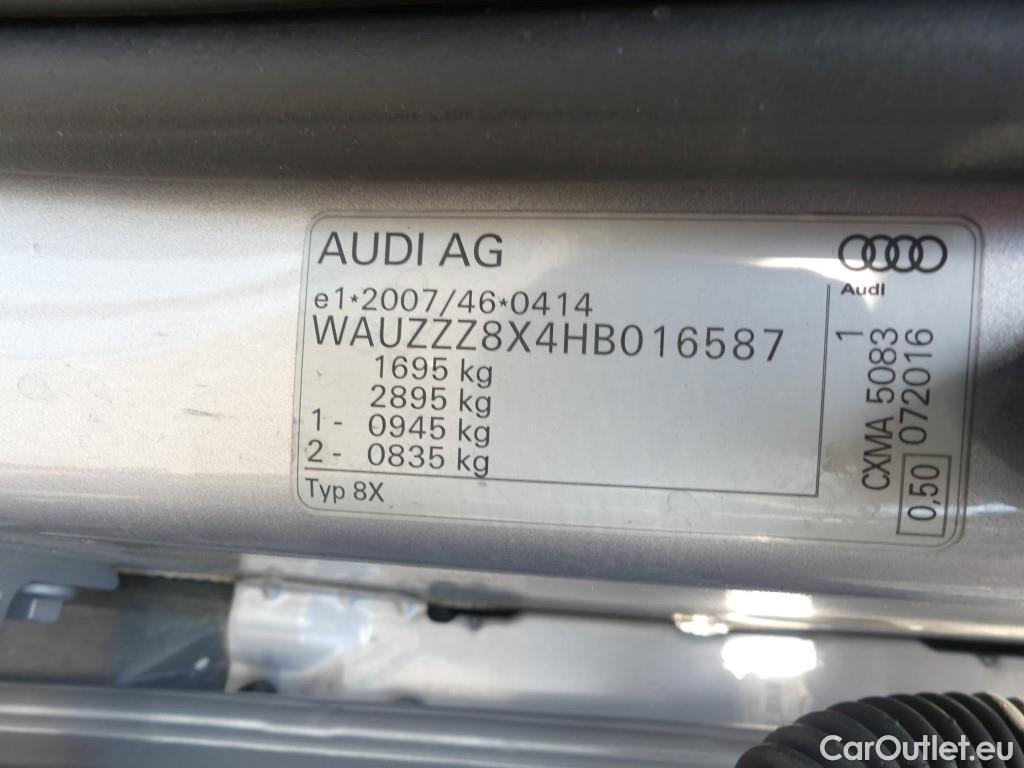 AUDI AG
Audi
e1*2007/46*0414
WAUZZZ8X4HB016587
1695 kg
2895 kg
1- 0945 kg
2- 0835 kg
Typ 8X
1
CXMA 5083
0,50 072016
CarOutlet.eu